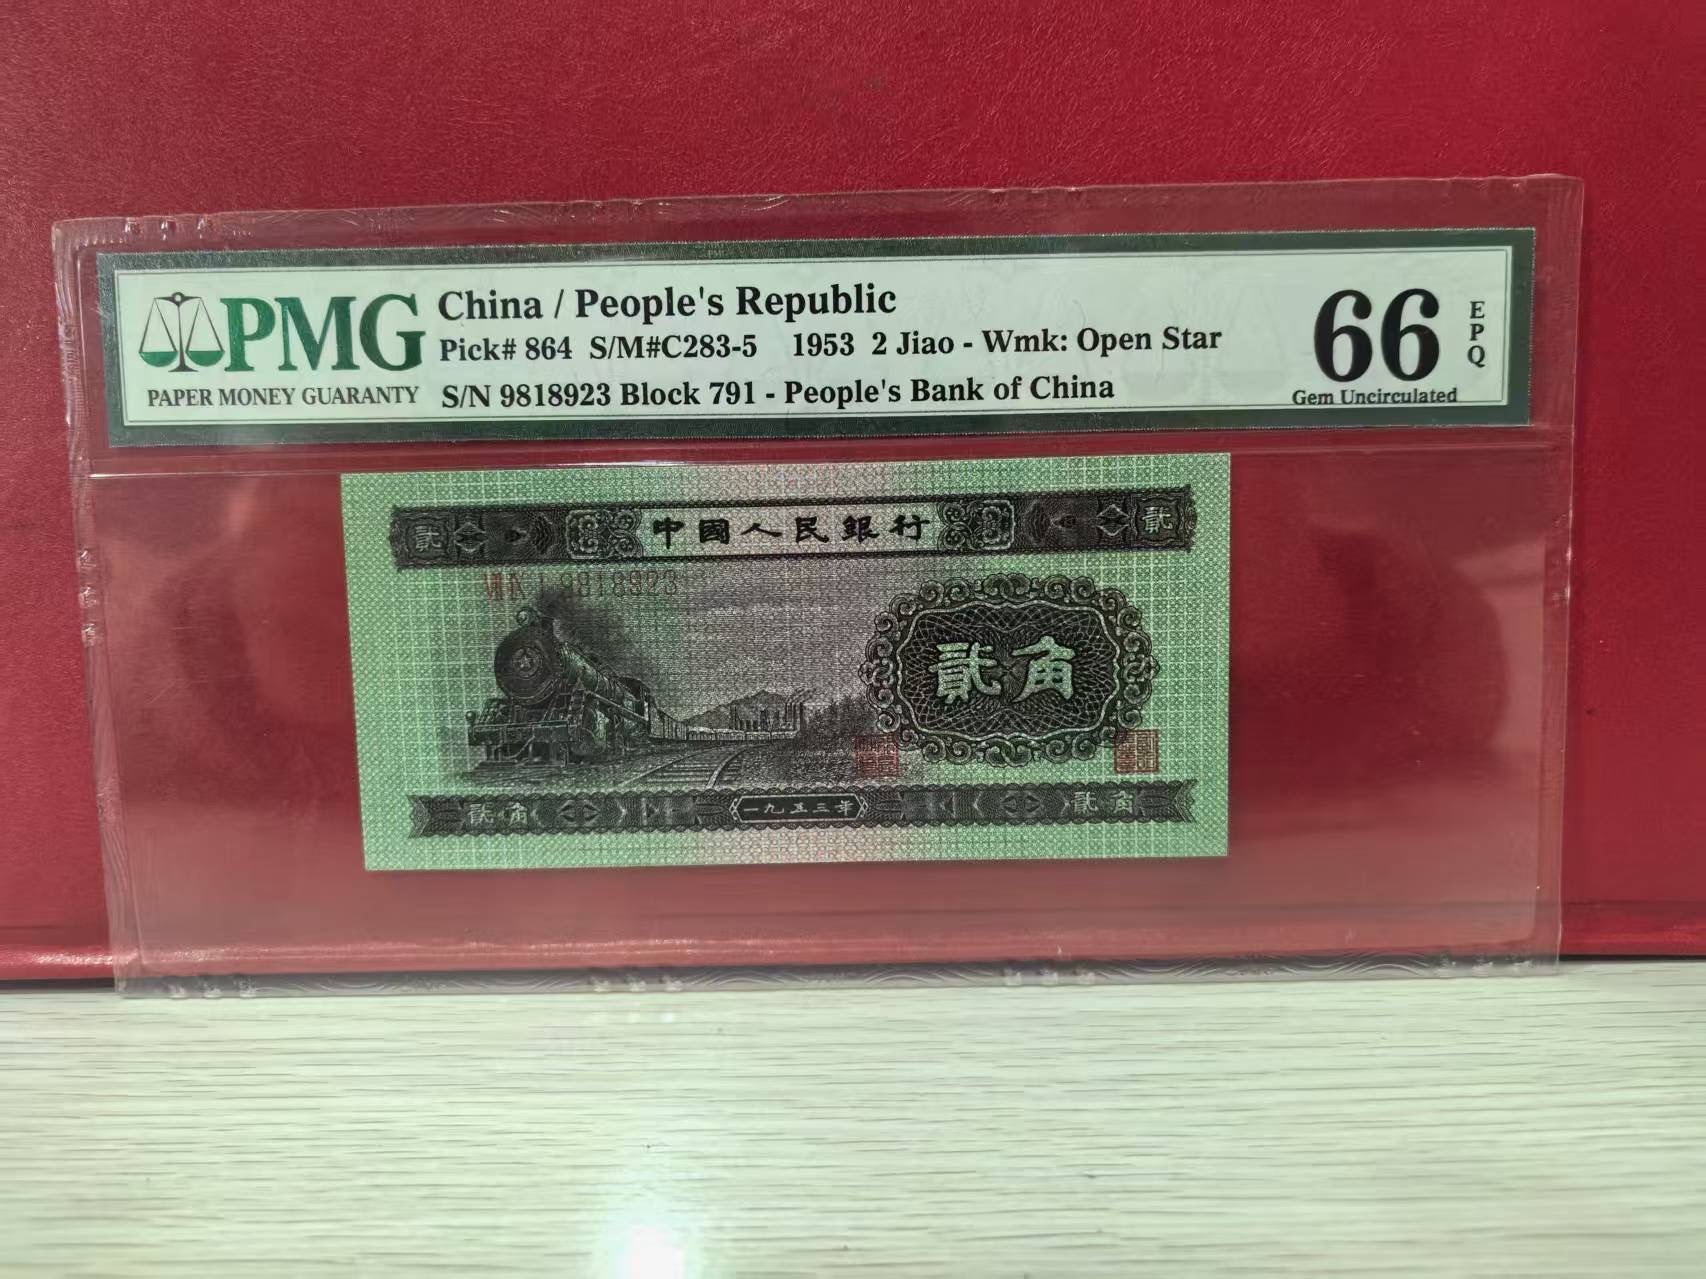 PMG
PAPER MONEY GUARANTY
China / People's Republic
Pick# 864 S/M#C283-5 1953 2 Jiao - Wmk: Open Star
S/N 9818923 Block 791 - People's Bank of China
66
EPQ
Gem Uncirculated
貳 中國人民銀行 貳
9818923
貳角
貳角 一九五三年 貳角